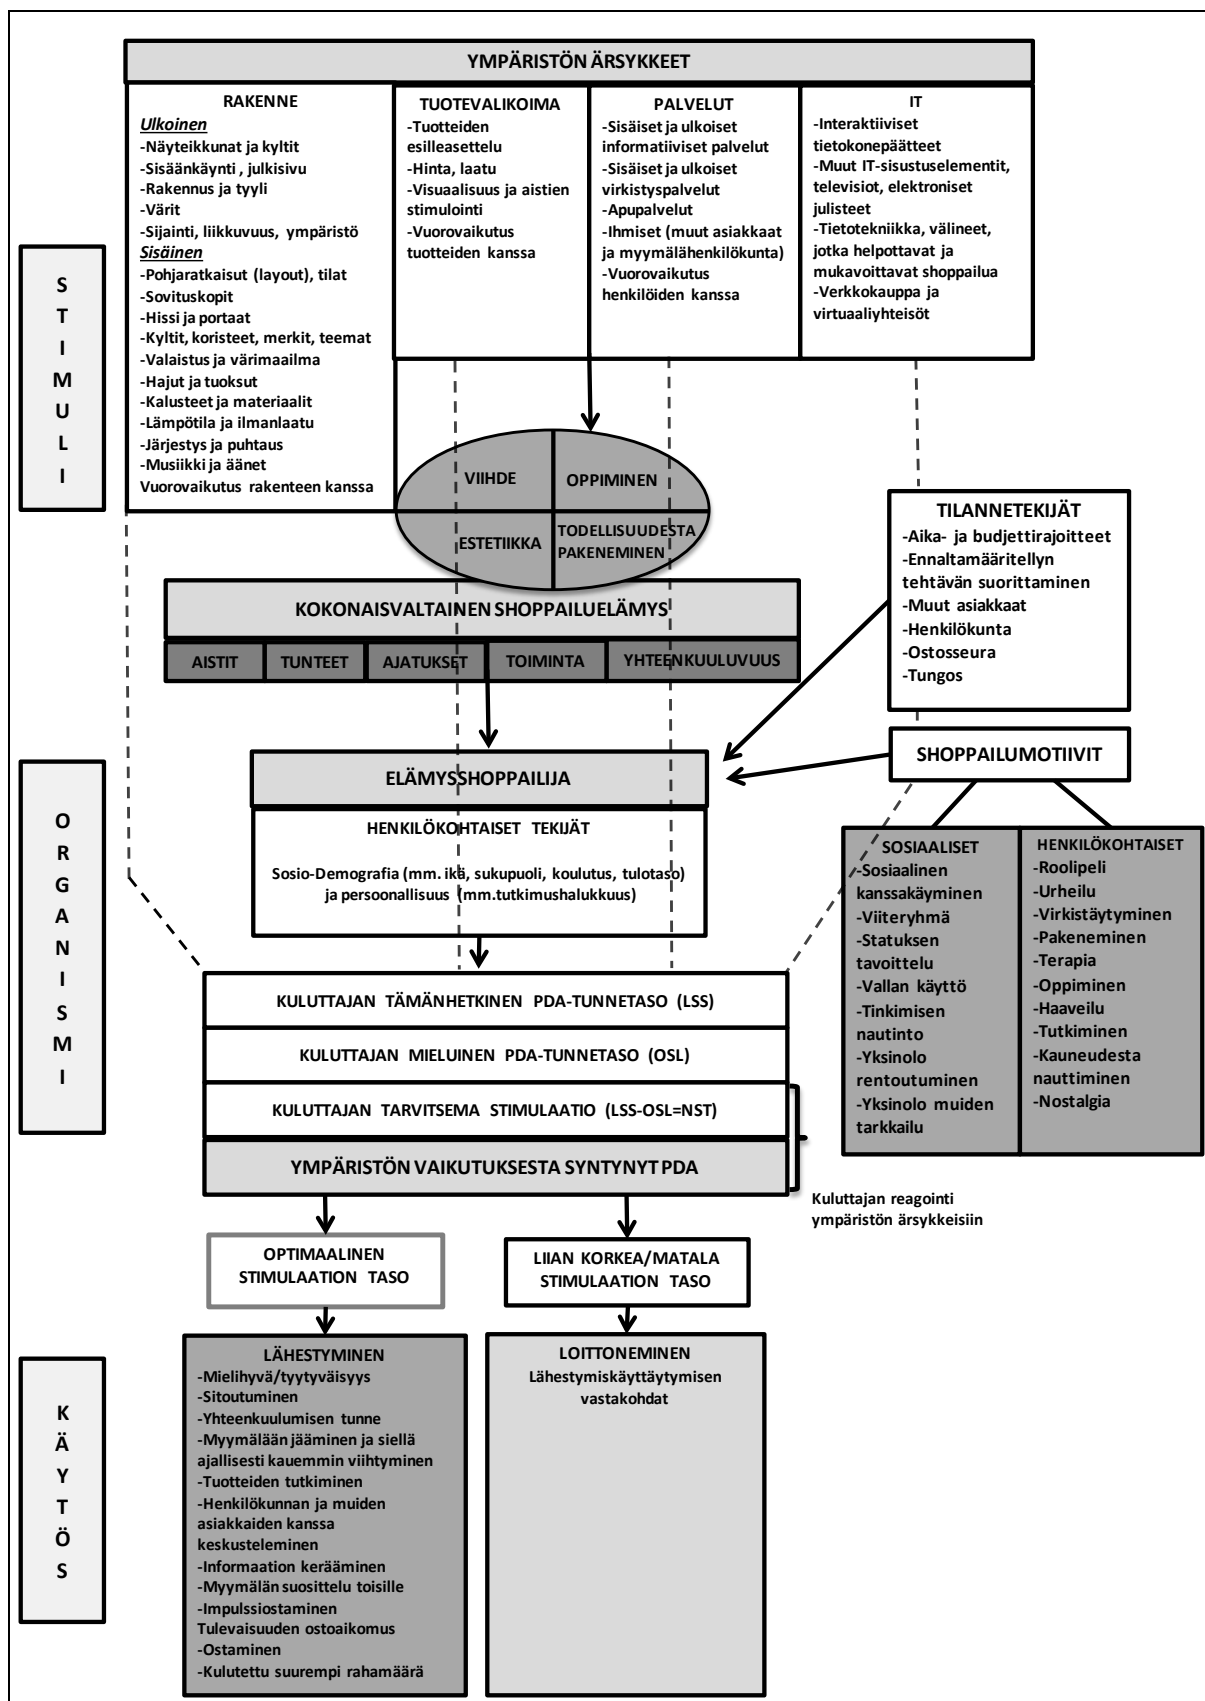 YMPÄRISTÖN ÄRSYKKEET
RAKENNE
Ulkoinen
-Näyteikkunat ja kyltit
-Sisäänkäynti , julkisivu
-Rakennus ja tyyli
-Värit
-Sijainti, liikkuvuus, ympäristö
Sisäinen
-Pohjaratkaisut (layout), tilat
-Sovituskopit
-Hissi ja portaat
-Kyltit, koristeet, merkit, teemat
-Valaistus ja värimaailma
-Hajut ja tuoksut
-Kalusteet ja materiaalit
-Lämpötila ja ilmanlaatu
-Järjestys ja puhtaus
-Musiikki ja äänet
Vuorovaikutus rakenteen kanssa
TUOTEVALIKOIMA
-Tuotteiden
esilleasettelu
-Hinta, laatu
-Visuaalisuus ja aistien
stimulointi
-Vuorovaikutus
tuotteiden kanssa
PALVELUT
-Sisäiset ja ulkoiset
informatiiviset palvelut
-Sisäiset ja ulkoiset
virkistyspalvelut
-Apupalvelut
-Ihmiset (muut asiakkaat
ja myymälähenkilökunta)
-Vuorovaikutus
henkilöiden kanssa
IT
-Interaktiiviset
tietokonepäätteet
-Muut IT-sisustuselementit,
televisiot, elektroniset
julisteet
-Tietotekniikka, välineet,
jotka helpottavat ja
mukavoittavat shoppailua
-Verkkokauppa ja
virtuaaliyhteisöt
S
T
I
M
U
L
I
VIIHDE
OPPIMINEN
ESTETIIKKA
TODELLISUUDESTA
PAKENEMINEN
KOKONAISVALTAINEN SHOPPAILUELÄMYS
AISTIT
TUNTEET
AJATUKSET
TOIMINTA
YHTEENKUULUVUUS
TILANNETEKIJÄT
-Aika- ja budjettirajoitteet
-Ennaltamääritellyn
tehtävän suorittaminen
-Muut asiakkaat
-Henkilökunta
-Ostosseura
-Tungos
SHOPPAILUMOTIIVIT
SOSIAALISET
-Sosiaalinen
kanssakäyminen
-Viiteryhmä
-Statuksen
tavoittelu
-Vallan käyttö
-Tinkimisen
nautinto
-Yksinolo
rentoutuminen
-Yksinolo muiden
tarkkailu
HENKILÖKOHTAISET
-Roolipeli
-Urheilu
-Virkistäytyminen
-Pakeneminen
-Terapia
-Oppiminen
-Haaveilu
-Tutkiminen
-Kauneudesta
nauttiminen
-Nostalgia
O
R
G
A
N
I
S
M
I
ELÄMYSSHOPPAILIJA
HENKILÖKOHTAISET TEKIJÄT
Sosio-Demografia (mm. ikä, sukupuoli, koulutus, tulotaso)
ja persoonallisuus (mm.tutkimushalukkuus)
KULUTTAJAN TÄMÄNHETKINEN PDA-TUNNETASO (LSS)
KULUTTAJAN MIELUINEN PDA-TUNNETASO (OSL)
KULUTTAJAN TARVITSEMA STIMULAATIO (LSS-OSL=NST)
YMPÄRISTÖN VAIKUTUKSESTA SYNTYNYT PDA
Kuluttajan reagointi
ympäristön ärsykkeisiin
OPTIMAALINEN
STIMULAATION TASO
LIIAN KORKEA/MATALA
STIMULAATION TASO
K
Ä
Y
T
Ö
S
LÄHESTYMINEN
-Mielihyvä/tyytyväisyys
-Sitoutuminen
-Yhteenkuulumisen tunne
-Myymälään jääminen ja siellä
ajallisesti kauemmin viihtyminen
-Tuotteiden tutkiminen
-Henkilökunnan ja muiden
asiakkaiden kanssa
keskusteleminen
-Informaation kerääminen
-Myymälän suosittelu toisille
-Impulssiostaminen
Tulevaisuuden ostoaikomus
-Ostaminen
-Kulutettu suurempi rahamäärä
LOITTONEMINEN
Lähestymiskäyttäytymisen
vastakohdat